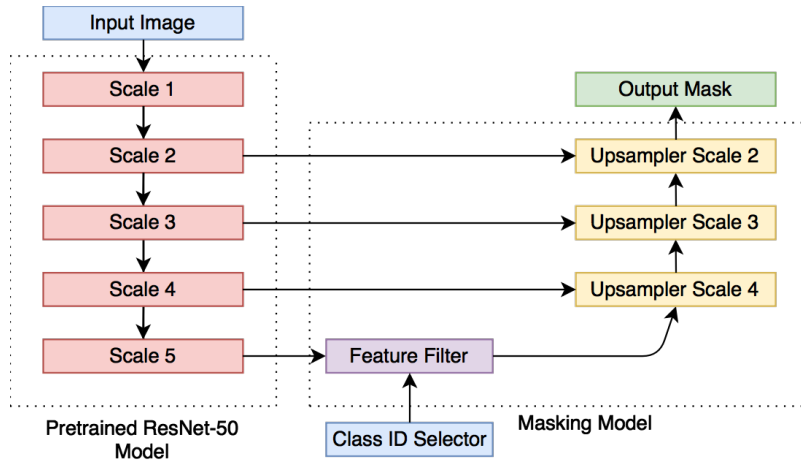 Input Image
Scale 1
Output Mask
Scale 2
Upsampler Scale 2
Scale 3
Upsampler Scale 3
Scale 4
Upsampler Scale 4
Scale 5
Feature Filter
Pretrained ResNet-50
Model
Class ID Selector
Masking Model